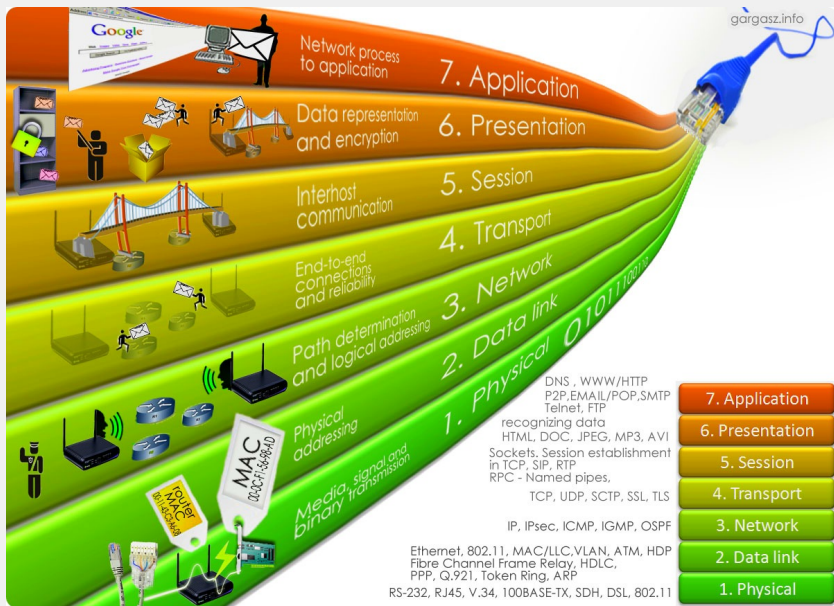 gargasz.info
Google
Network process
to application
7. Application
Data representation
and encryption
6. Presentation
Interhost
communication
5. Session
End-to-end
connections
and reliability
4. Transport
Path determination
and logical addressing
3. Network
Physical
addressing
2. Data link
Media, signal and
binary transmission
1. Physical
MAC
router
MAC
DNS , WWW/HTTP
P2P,EMAIL/POP,SMTP
Telnet, FTP
7. Application
recognizing data
HTML, DOC, JPEG, MP3, AVI
6. Presentation
Sockets. Session establishment
in TCP, SIP, RTP
RPC - Named pipes,
5. Session
TCP, UDP, SCTP, SSL, TLS
4. Transport
IP, IPsec, ICMP, IGMP, OSPF
3. Network
Ethernet, 802.11, MAC/LLC,VLAN, ATM, HDP
Fibre Channel Frame Relay, HDLC,
PPP, Q.921, Token Ring, ARP
2. Data link
RS-232, RJ45, V.34, 100BASE-TX, SDH, DSL, 802.11
1. Physical